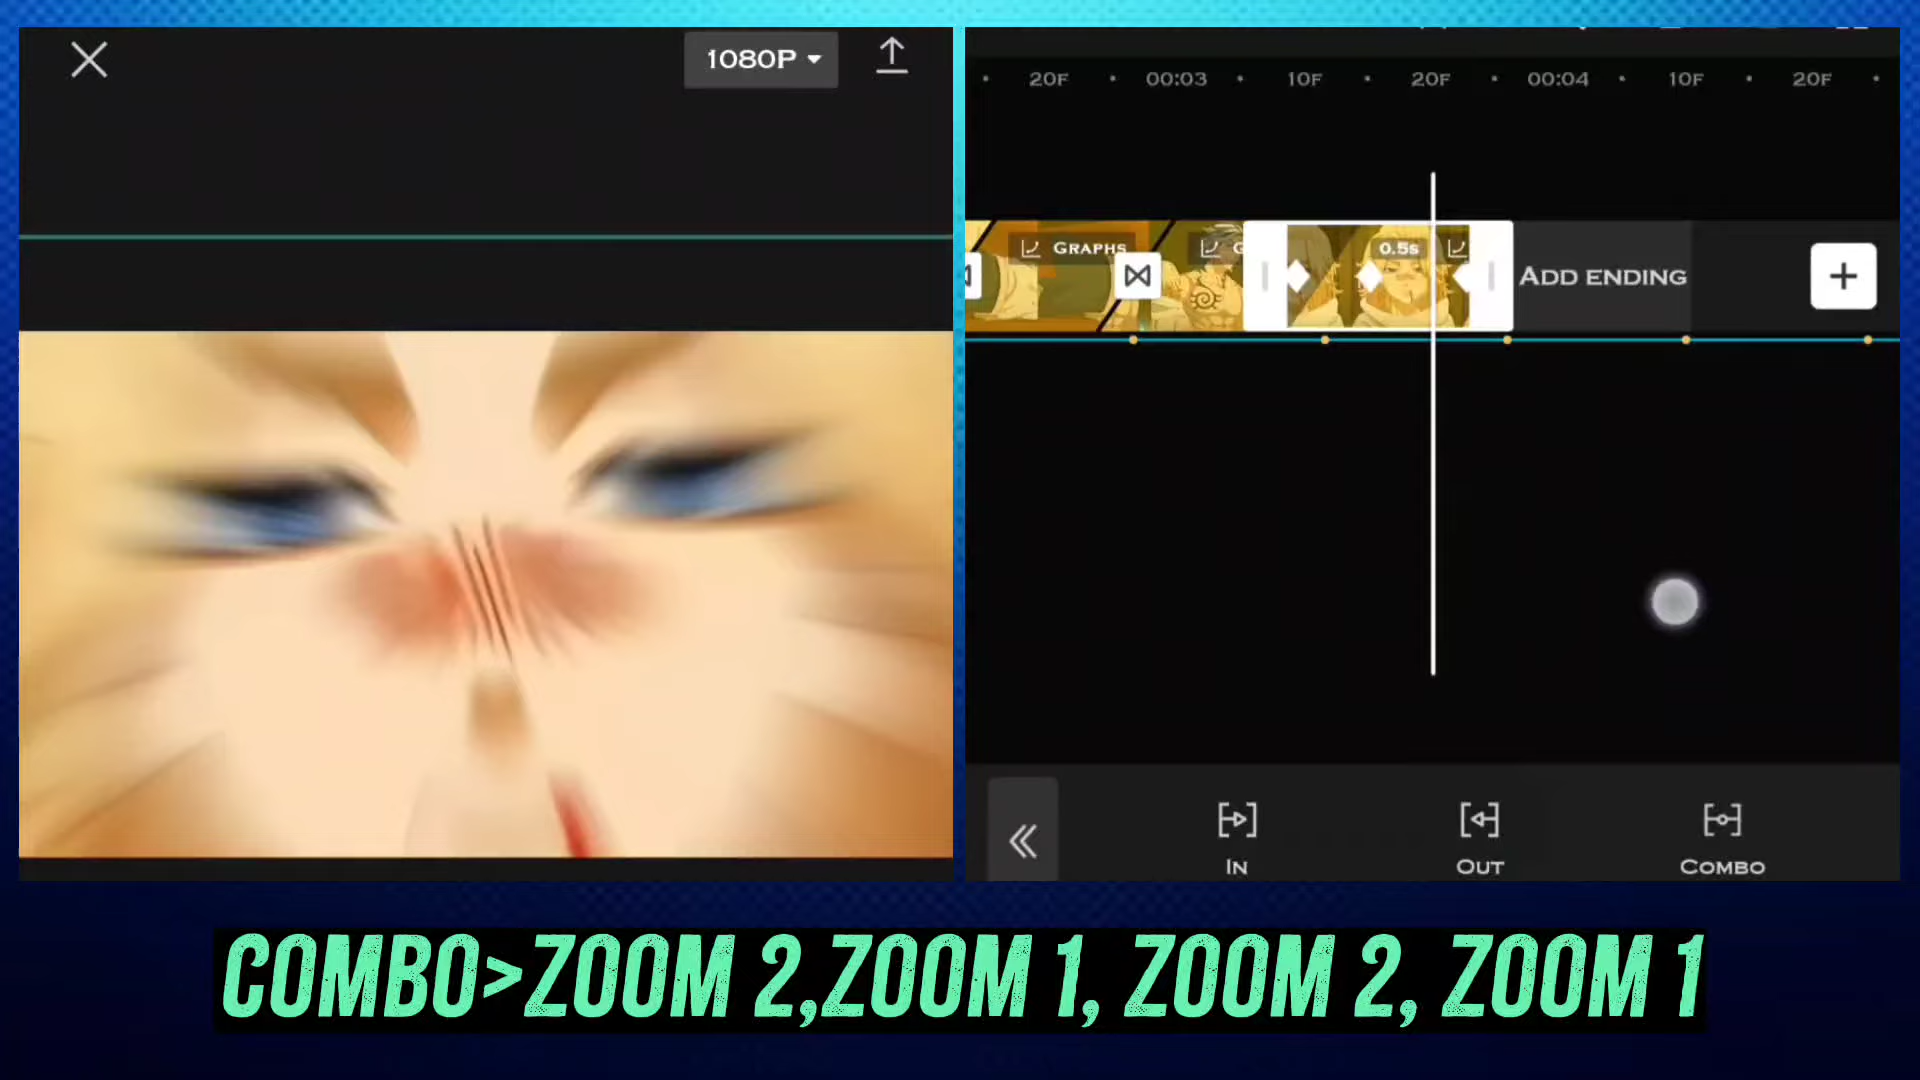 1080P
20F 00:03 10F 20F 00:04 10F 20F
GRAPHS G 0.5s ADD ENDING
IN OUT COMBO
COMBO>ZOOM 2,ZOOM 1, ZOOM 2, ZOOM 1